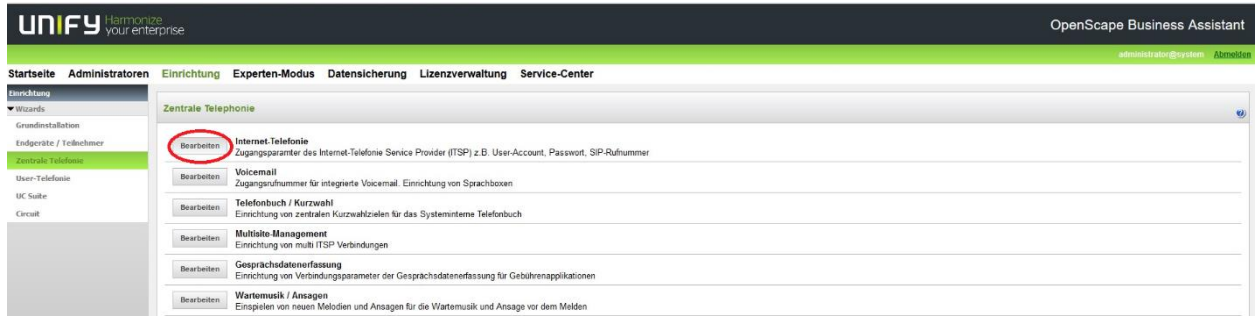 UNIFY Harmonize
your enterprise
OpenScape Business Assistant
administrator@system Abmelden
Startseite Administratoren Einrichtung Experten-Modus Datensicherung Lizenzverwaltung Service-Center
Einrichtung
Wizards
Grundinstallation
Endgeräte / Teilnehmer
Zentrale Telefonie
User-Telefonie
UC Suite
Circuit
Zentrale Telephonie
Bearbeiten
Internet-Telefonie
Zugangsparamter des Internet-Telefonie Service Provider (ITSP) z.B. User-Account, Passwort, SIP-Rufnummer
Bearbeiten
Voicemail
Zugangsrufnummer für integrierte Voicemail. Einrichtung von Sprachboxen
Bearbeiten
Telefonbuch / Kurzwahl
Einrichtung von zentralen Kurzwahlzielen für das Systeminterne Telefonbuch
Bearbeiten
Multisite-Management
Einrichtung von multi ITSP Verbindungen
Bearbeiten
Gesprächsdatenerfassung
Einrichtung von Verbindungsparameter der Gesprächsdatenerfassung für Gebührenapplikationen
Bearbeiten
Wartemusik / Ansagen
Einspielen von neuen Melodien und Ansagen für die Wartemusik und Ansage vor dem Melden